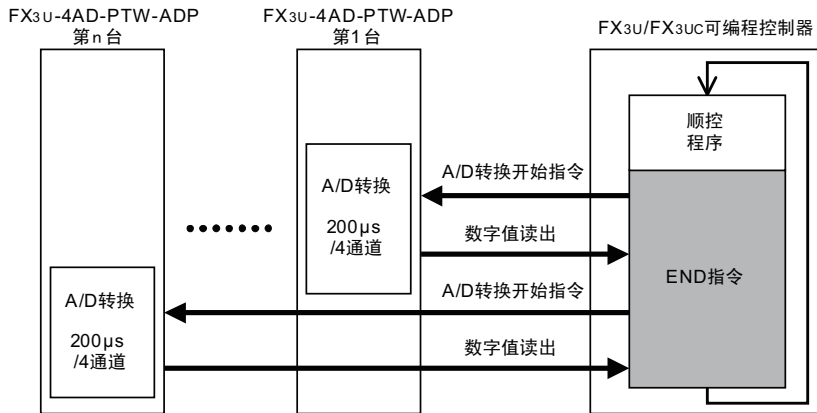 FX3U-4AD-PTW-ADP
第n台
FX3U-4AD-PTW-ADP
第1台
FX3U/FX3UC可编程控制器
顺控
程序
A/D转换
200μs
/4通道
A/D转换开始指令
数字值读出
END指令
A/D转换
200μs
/4通道
A/D转换开始指令
数字值读出